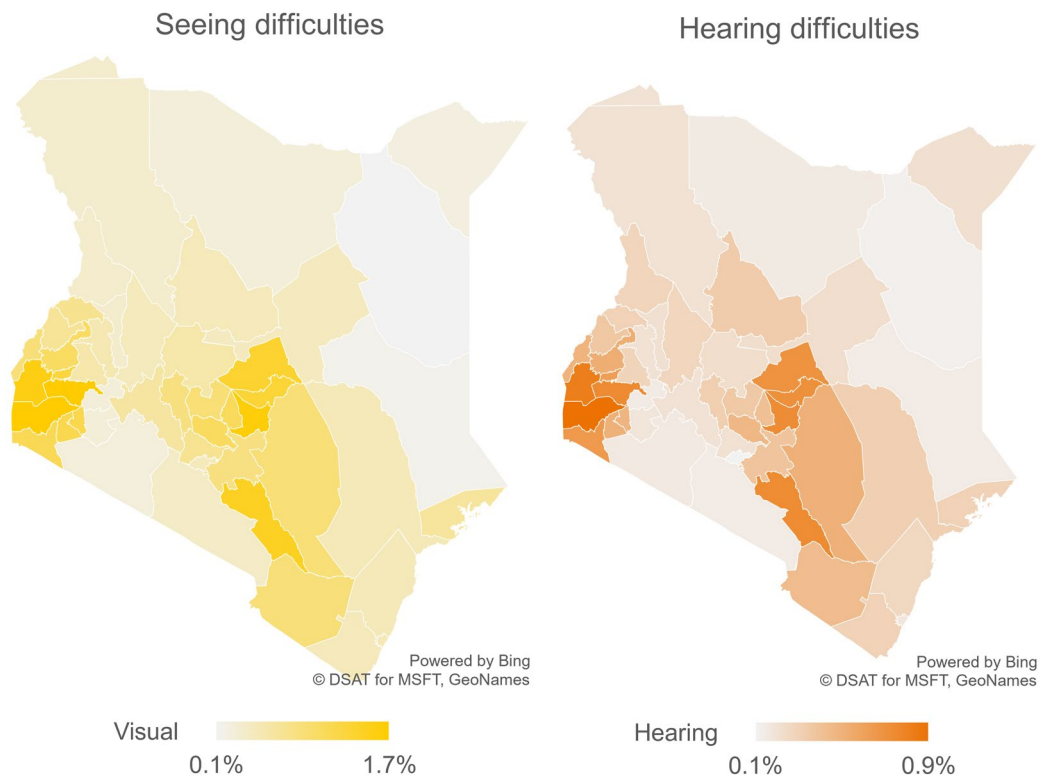 Seeing difficulties
Hearing difficulties
Powered by Bing
© DSAT for MSFT, GeoNames
Powered by Bing
© DSAT for MSFT, GeoNames
Visual
0.1%
1.7%
Hearing
0.1%
0.9%